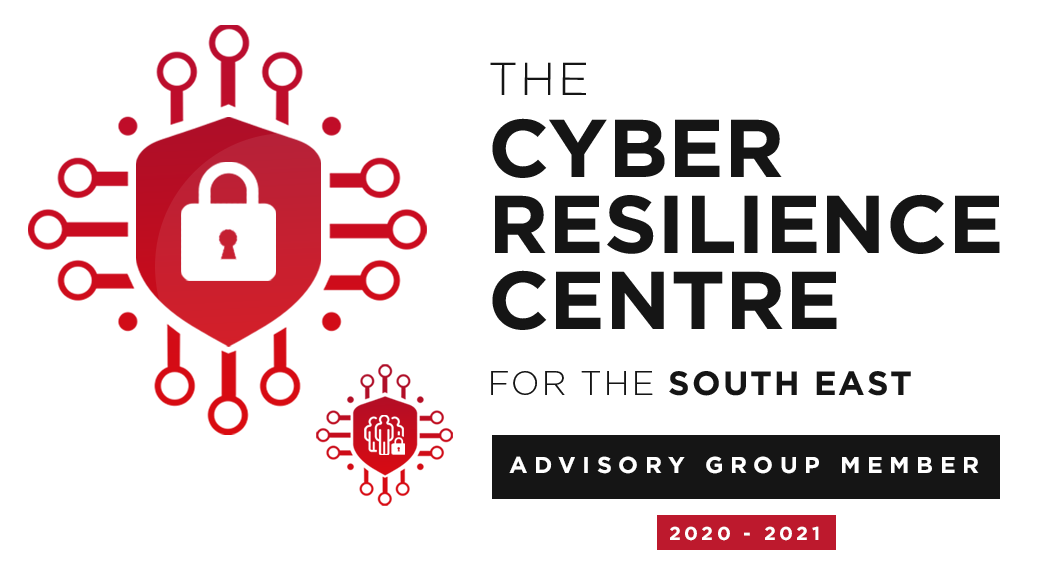 THE
CYBER
RESILIENCE
CENTRE
FOR THE SOUTH EAST
ADVISORY GROUP MEMBER
2020 - 2021